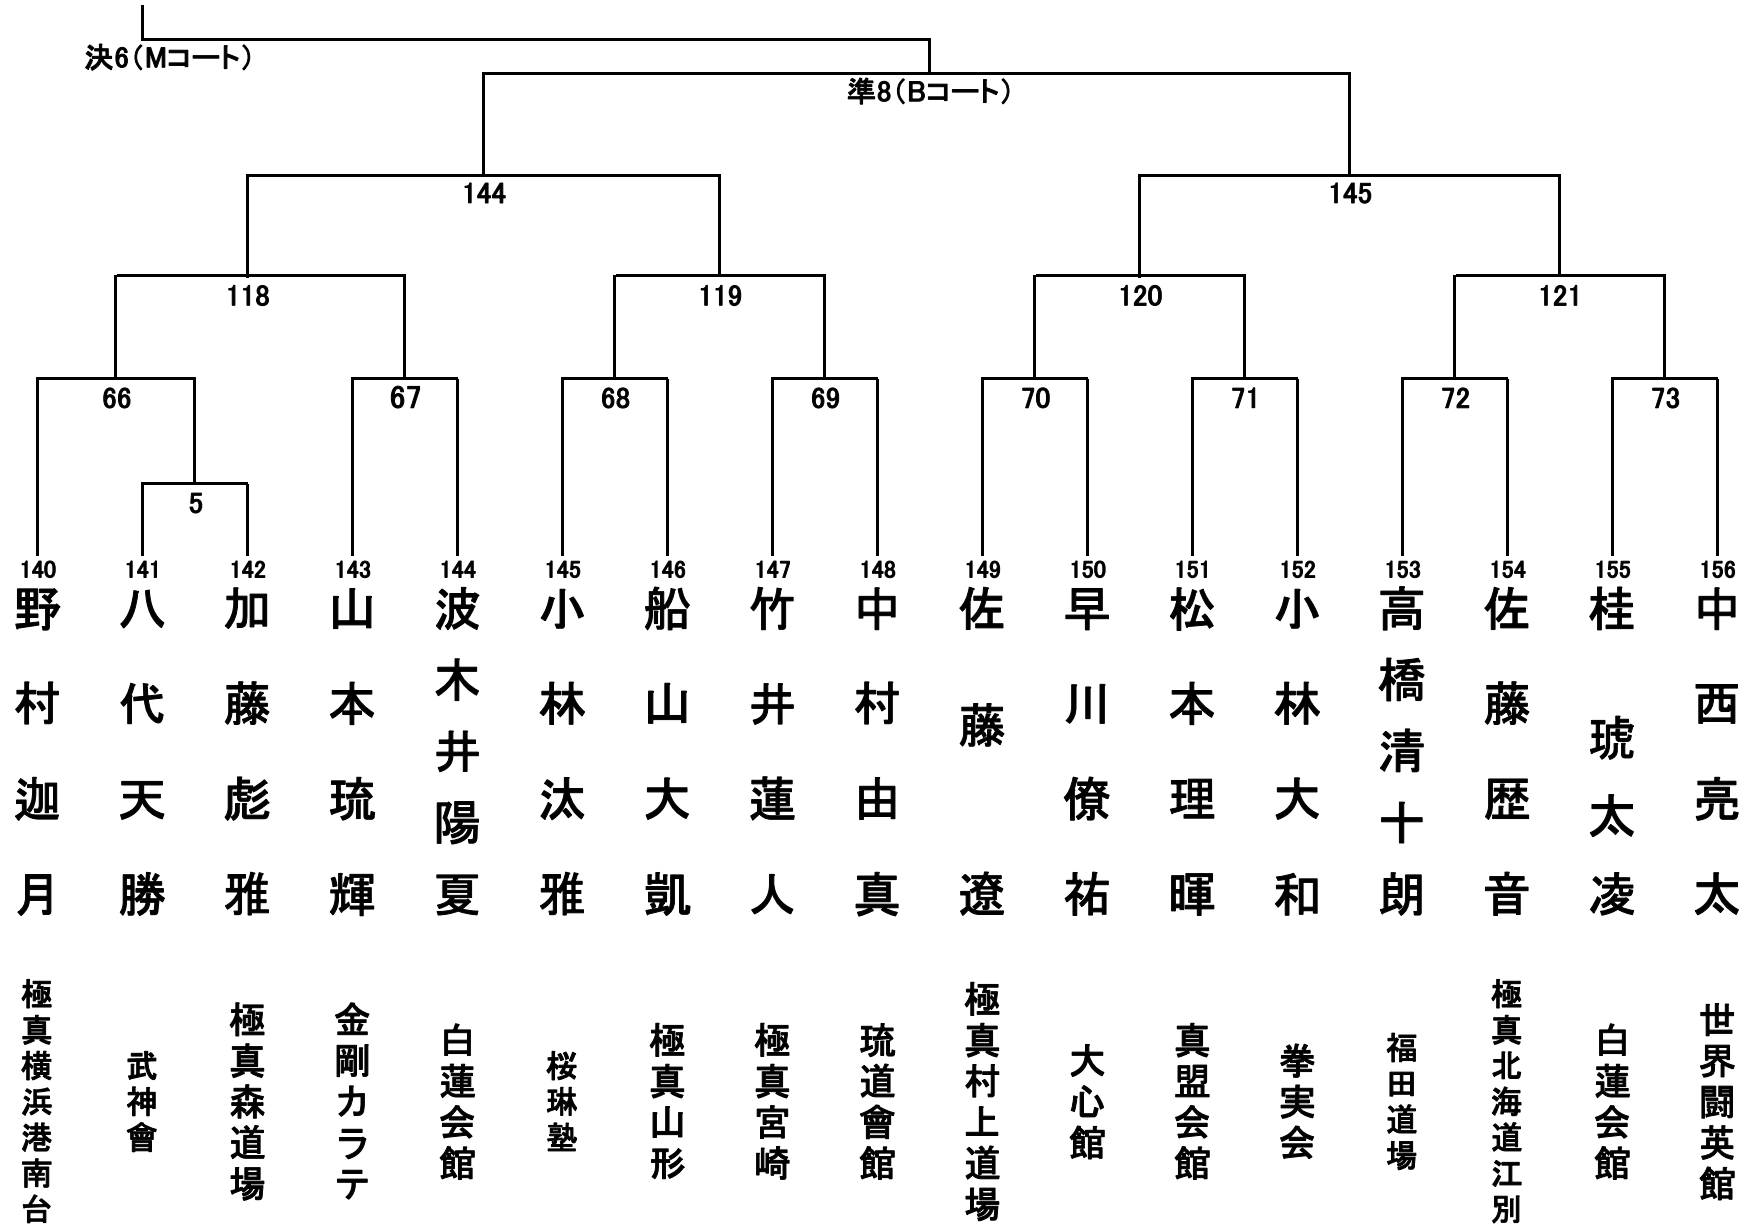 決6(Mコート)
準8(Bコート)
144
145
118
119
120
121
66
67
68
69
70
71
72
73
5
140
141
142
143
144
145
146
147
148
149
150
151
152
153
154
155
156
野村迦月
八代天勝
加藤彪雅
山本琉輝
波木井陽夏
小林汰雅
船山大凱
竹井蓮人
中村由真
佐藤遼
早川僚祐
松本理暉
小林大和
高橋清十朗
佐藤歴音
桂琥太凌
中西亮太
極真横浜港南台
武神會
極真森道場
金剛カラテ
白蓮会館
桜琳塾
極真山形
極真宮崎
琉道會館
極真村上道場
大心館
真盟会館
拳実会
福田道場
極真北海道江別
白蓮会館
世界闘英館